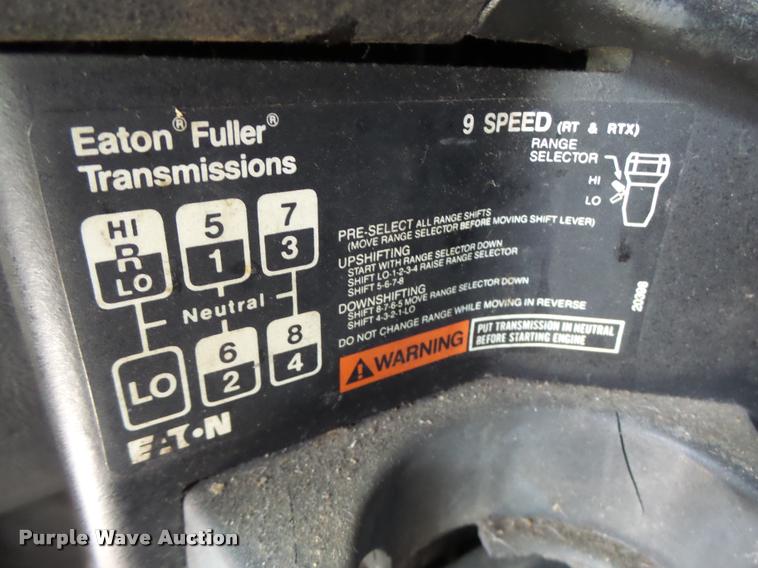 Eaton® Fuller®
Transmissions
9 SPEED (RT & RTX)
RANGE
SELECTOR
HI
LO
HI
R
LO
5
1
7
3
Neutral
LO
6
2
8
4
EATON
PRE-SELECT ALL RANGE SHIFTS
(MOVE RANGE SELECTOR BEFORE MOVING SHIFT LEVER)
UPSHIFTING
START WITH RANGE SELECTOR DOWN
SHIFT LO-1-2-3-4 RAISE RANGE SELECTOR
SHIFT 5-6-7-8
DOWNSHIFTING
SHIFT 8-7-6-5 MOVE RANGE SELECTOR DOWN
SHIFT 4-3-2-1-LO
DO NOT CHANGE RANGE WHILE MOVING IN REVERSE
WARNING
PUT TRANSMISSION IN NEUTRAL
BEFORE STARTING ENGINE
20396
Purple Wave Auction